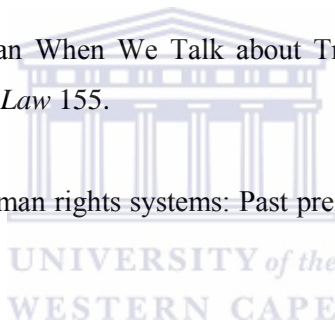 an When We Talk about Tr
Law 155.
man rights systems: Past pre
UNIVERSITY of the
WESTERN CAPE